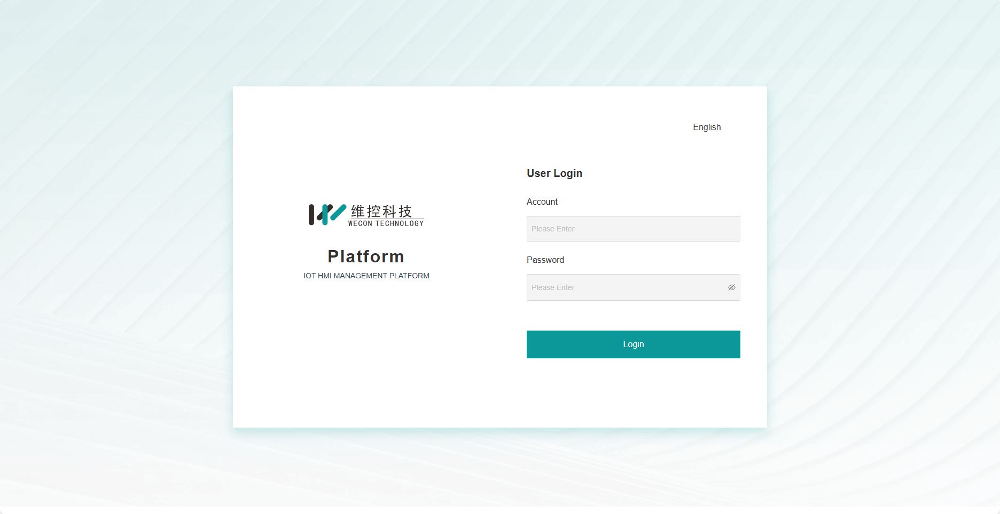 维控科技
WECON TECHNOLOGY
Platform
IOT HMI MANAGEMENT PLATFORM
English
User Login
Account
Please Enter
Password
Please Enter
Login